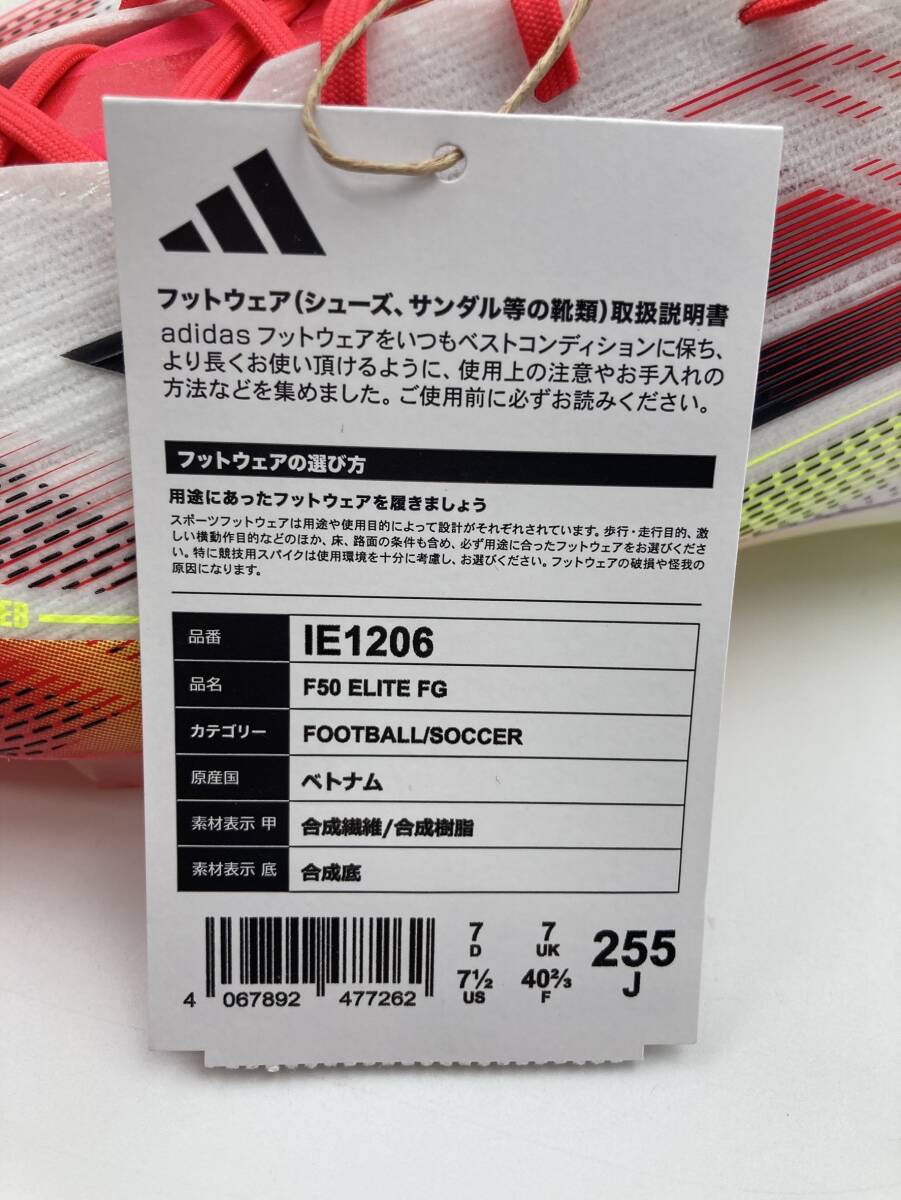 フットウェア(シューズ、サンダル等の靴類)取扱説明書
adidas フットウェアをいつもベストコンディションに保ち、
より長くお使い頂けるように、使用上の注意やお手入れの
方法などを集めました。ご使用前に必ずお読みください。
フットウェアの選び方
用途にあったフットウェアを履きましょう
スポーツフットウェアは用途や使用目的によって設計がそれぞれされています。歩行・走行目的、激
しい横動作目的などのほか、床、路面の条件も含め、必ず用途に合ったフットウェアをお選びくださ
い。特に競技用スパイクは使用環境を十分に考慮し、お選びください。フットウェアの破損や怪我の
原因になります。
品番 IE1206
品名 F50 ELITE FG
カテゴリー FOOTBALL/SOCCER
原産国 ベトナム
素材表示 甲 合成繊維/合成樹脂
素材表示 底 合成底
7 7 255
D UK J
7½ 40⅔
US F
4 067892 477262